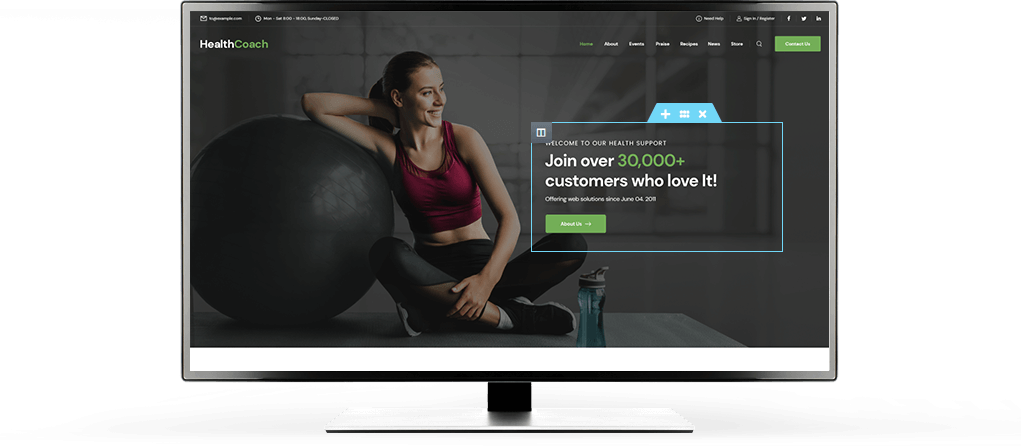 to@example.com
Mon - Sat 8:00 - 18:00, Sunday-CLOSED
Need Help
Sign In / Register
HealthCoach
Home
About
Events
Praise
Recipes
News
Store
Contact Us
WELCOME TO OUR HEALTH SUPPORT
Join over 30,000+
customers who love It!
Offering web solutions since June 04, 2011
About Us